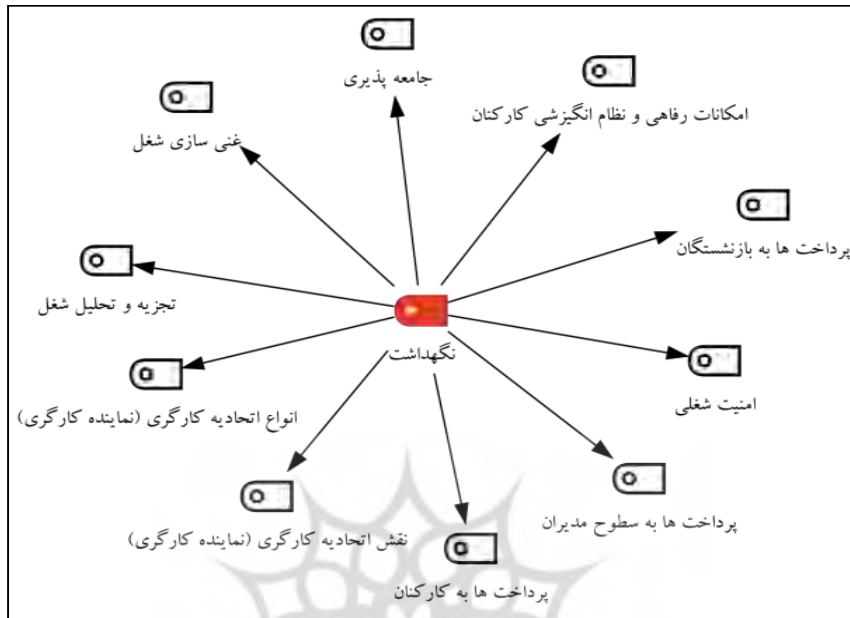 جامعه پذیری
امکانات رفاهی و نظام انگیزشی کارکنان
غنی سازی شغل
پرداخت ها به بازنشستگان
تجزیه و تحلیل شغل
نگهداشت
امنیت شغلی
انواع اتحادیه کارگری (نماینده کارگری)
پرداخت ها به سطوح مدیران
نقش اتحادیه کارگری (نماینده کارگری)
پرداخت ها به کارکنان